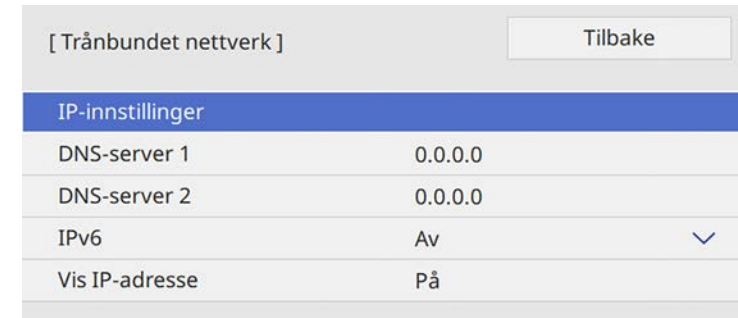 [ Trånbundet nettverk ] Tilbake
IP-innstillinger
DNS-server 1 0.0.0.0
DNS-server 2 0.0.0.0
IPv6 Av
Vis IP-adresse På